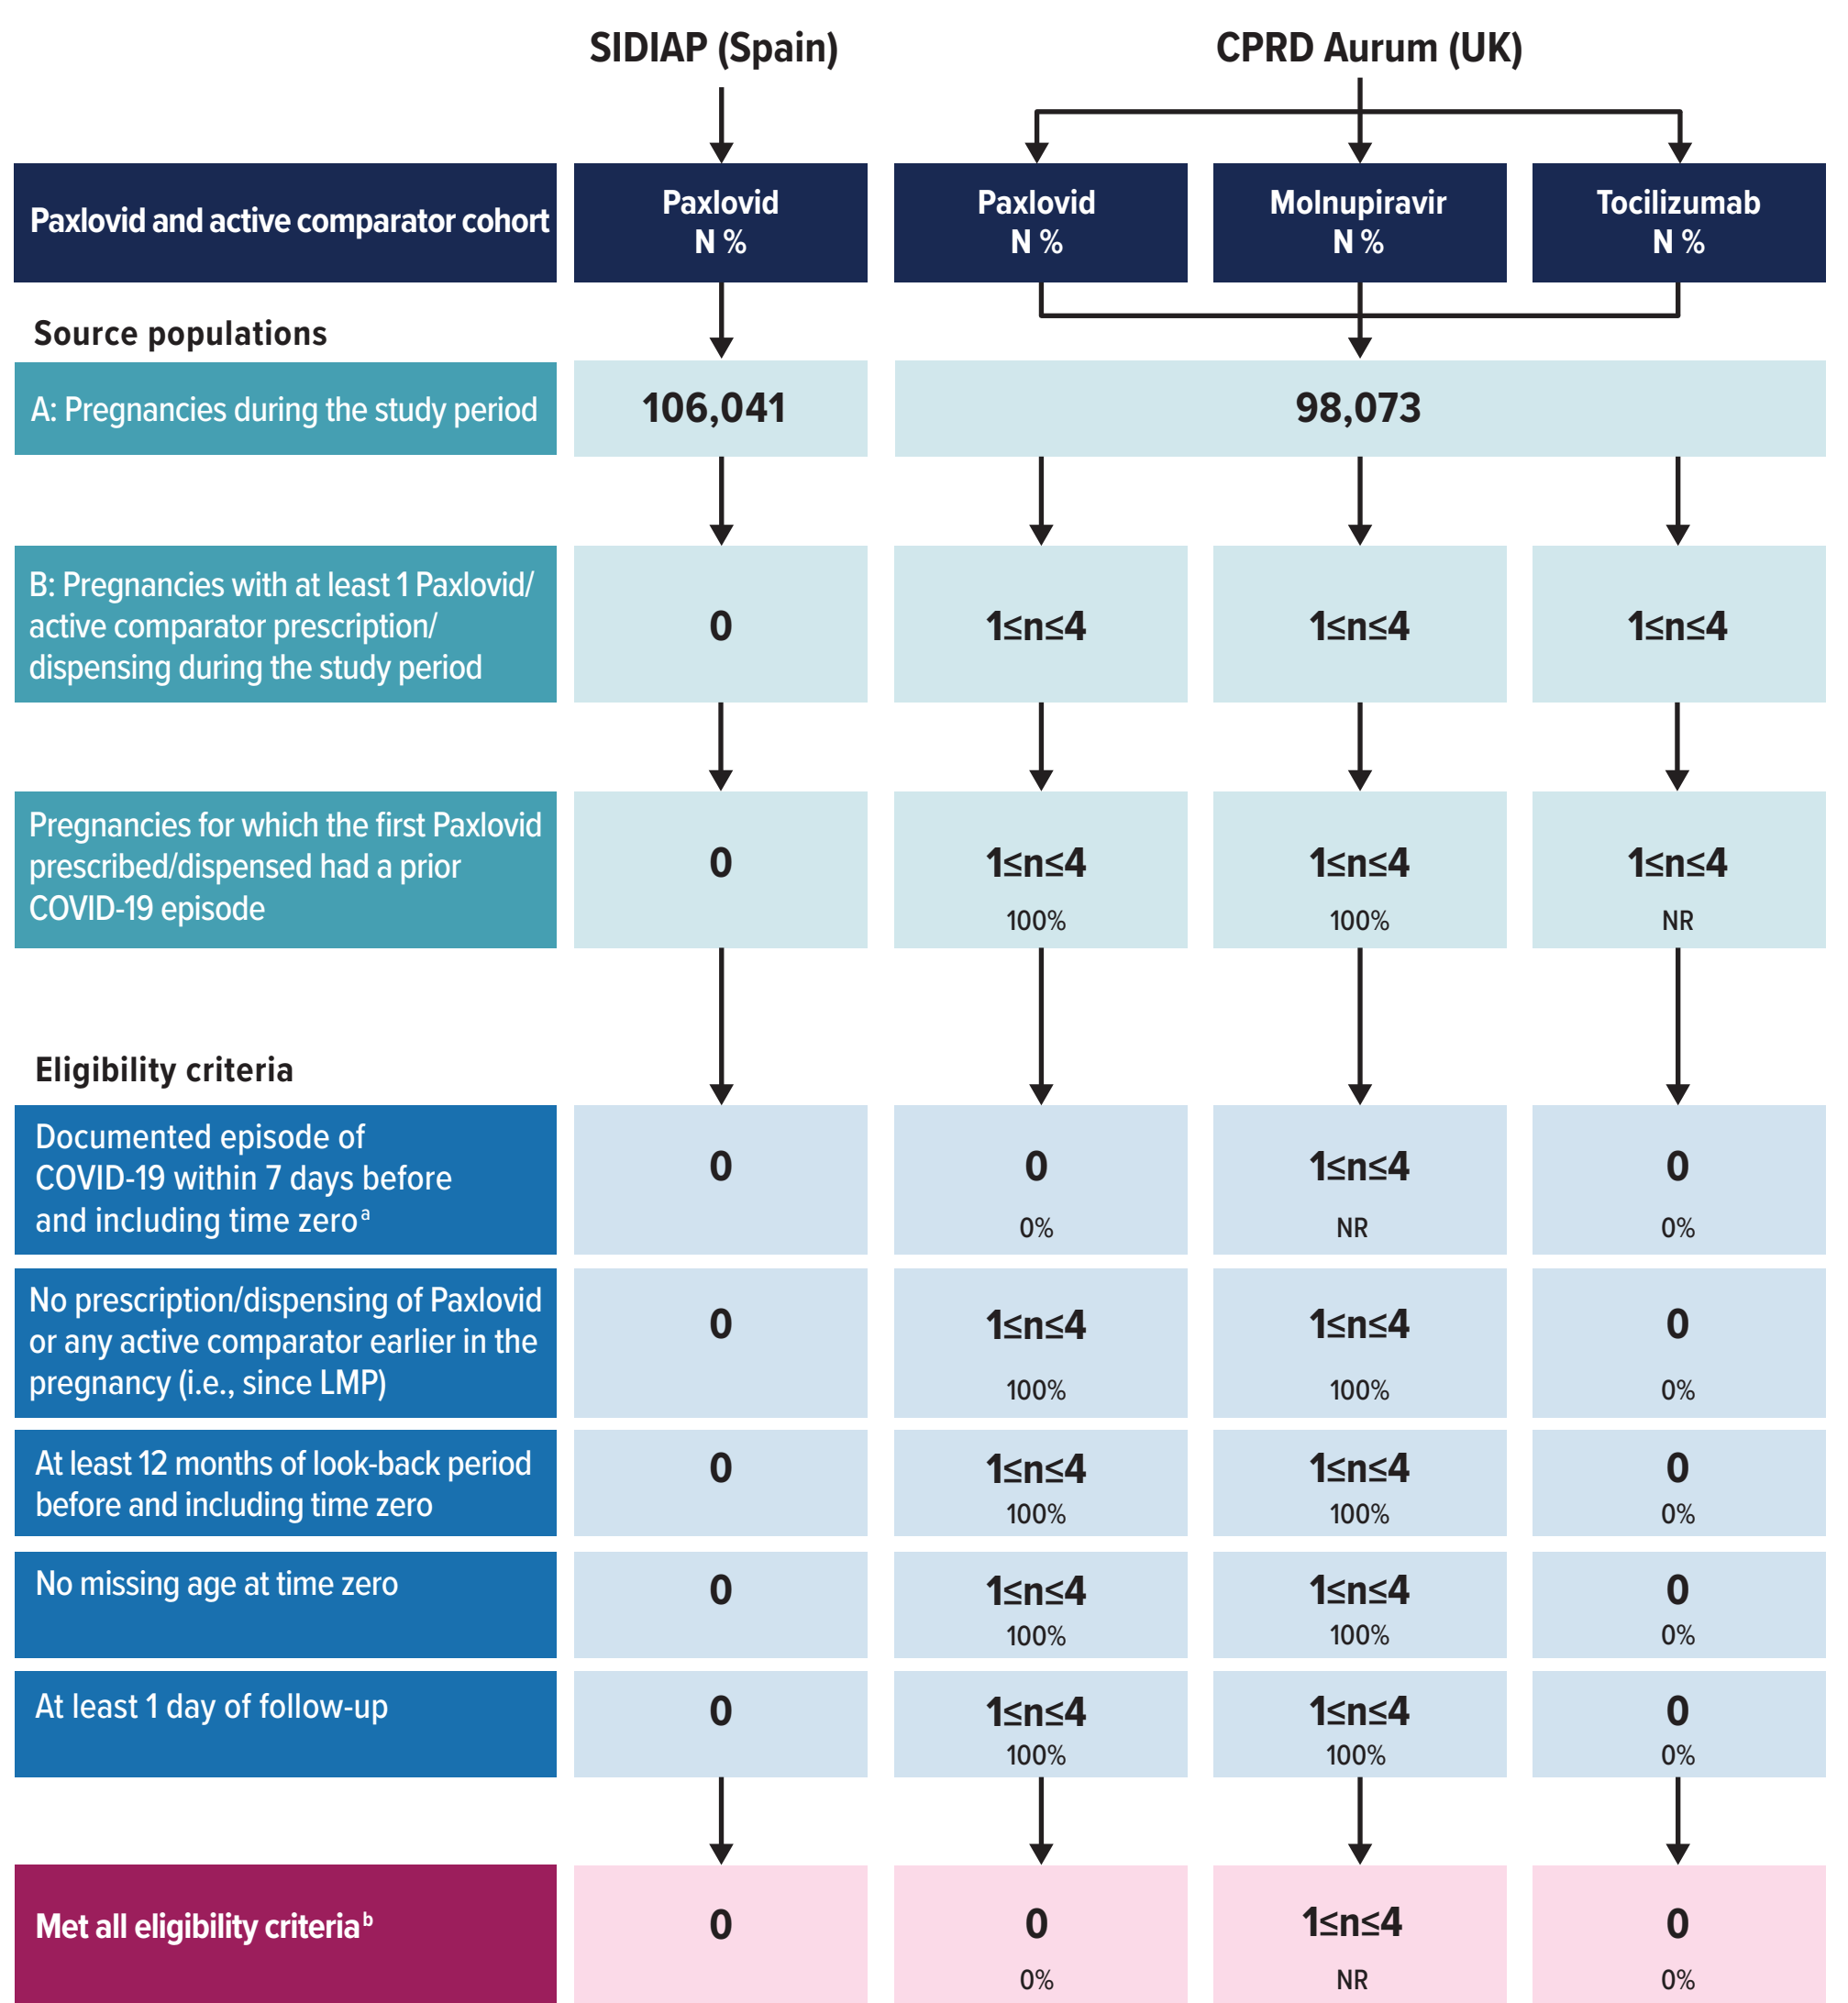 SIDIAP (Spain)
CPRD Aurum (UK)
Paxlovid and active comparator cohort
Paxlovid
N %
Paxlovid
N %
Molnupiravir
N %
Tocilizumab
N %
Source populations
A: Pregnancies during the study period
106,041
98,073
B: Pregnancies with at least 1 Paxlovid/
active comparator prescription/
dispensing during the study period
0
1≤n≤4
1≤n≤4
1≤n≤4
Pregnancies for which the first Paxlovid
prescribed/dispensed had a prior
COVID-19 episode
0
1≤n≤4
100%
1≤n≤4
100%
1≤n≤4
NR
Eligibility criteria
Documented episode of
COVID-19 within 7 days before
and including time zero a
0
0
0%
1≤n≤4
NR
0
0%
No prescription/dispensing of Paxlovid
or any active comparator earlier in the
pregnancy (i.e., since LMP)
0
1≤n≤4
100%
1≤n≤4
100%
0
0%
At least 12 months of look-back period
before and including time zero
0
1≤n≤4
100%
1≤n≤4
100%
0
0%
No missing age at time zero
0
1≤n≤4
100%
1≤n≤4
100%
0
0%
At least 1 day of follow-up
0
1≤n≤4
100%
1≤n≤4
100%
0
0%
Met all eligibility criteria b
0
0
0%
1≤n≤4
NR
0
0%